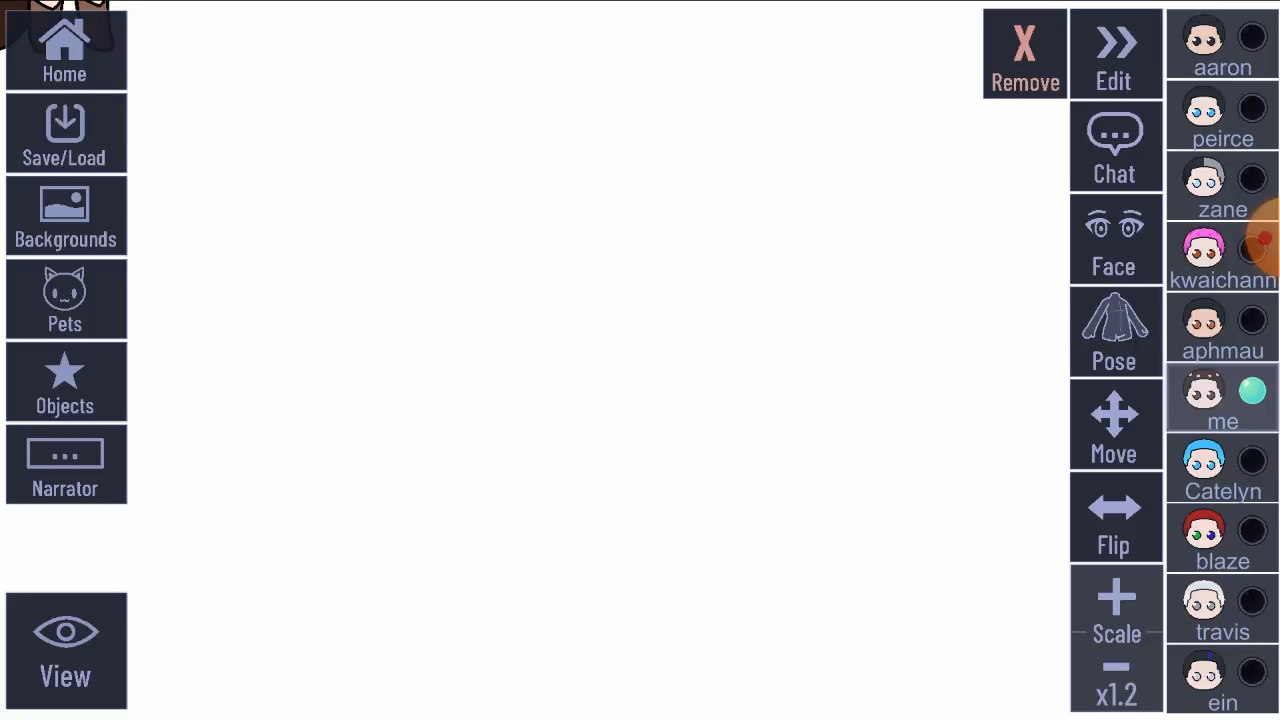 Home
Save/Load
Backgrounds
Pets
Objects
Narrator
View
X
Remove
Edit
Chat
Face
Pose
Move
Flip
Scale
x1.2
aaron
peirce
zane
kwaichann
aphmau
me
Catelyn
blaze
travis
ein